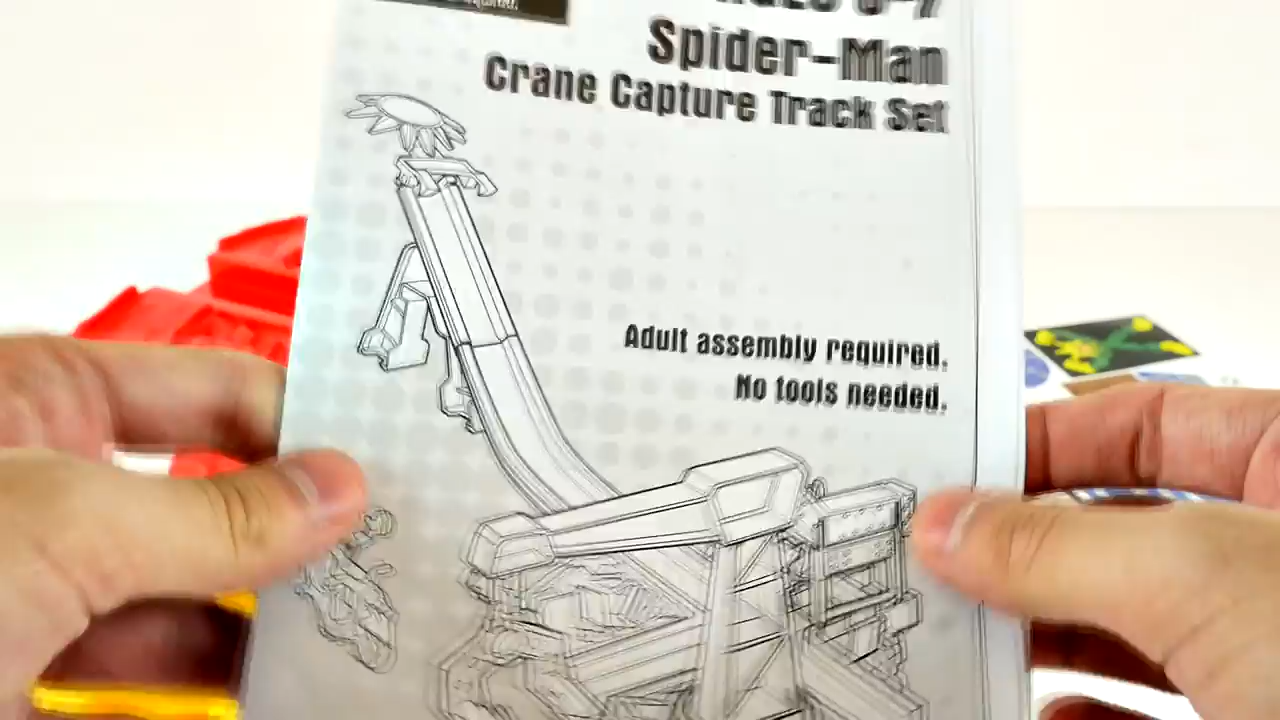 Spider-Man
Crane Capture Track Set
Adult assembly required.
No tools needed.